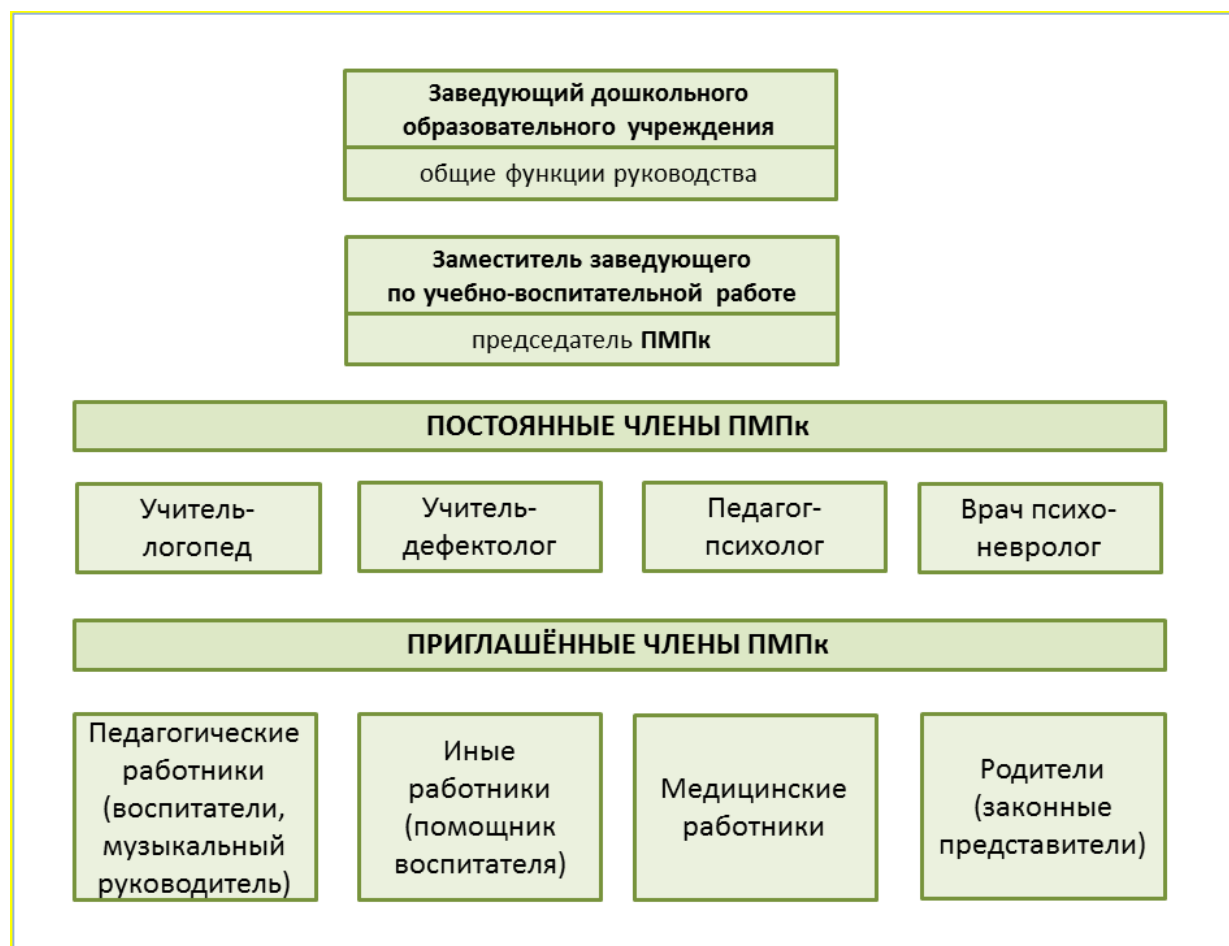 Заведующий дошкольного
образовательного учреждения
общие функции руководства
Заместитель заведующего
по учебно-воспитательной работе
председатель ПМПк
ПОСТОЯННЫЕ ЧЛЕНЫ ПМПк
Учитель-
логопед
Учитель-
дефектолог
Педагог-
психолог
Врач психо-
невролог
ПРИГЛАШЁННЫЕ ЧЛЕНЫ ПМПк
Педагогические
работники
(воспитатели,
музыкальный
руководитель)
Иные
работники
(помощник
воспитателя)
Медицинские
работники
Родители
(законные
представители)